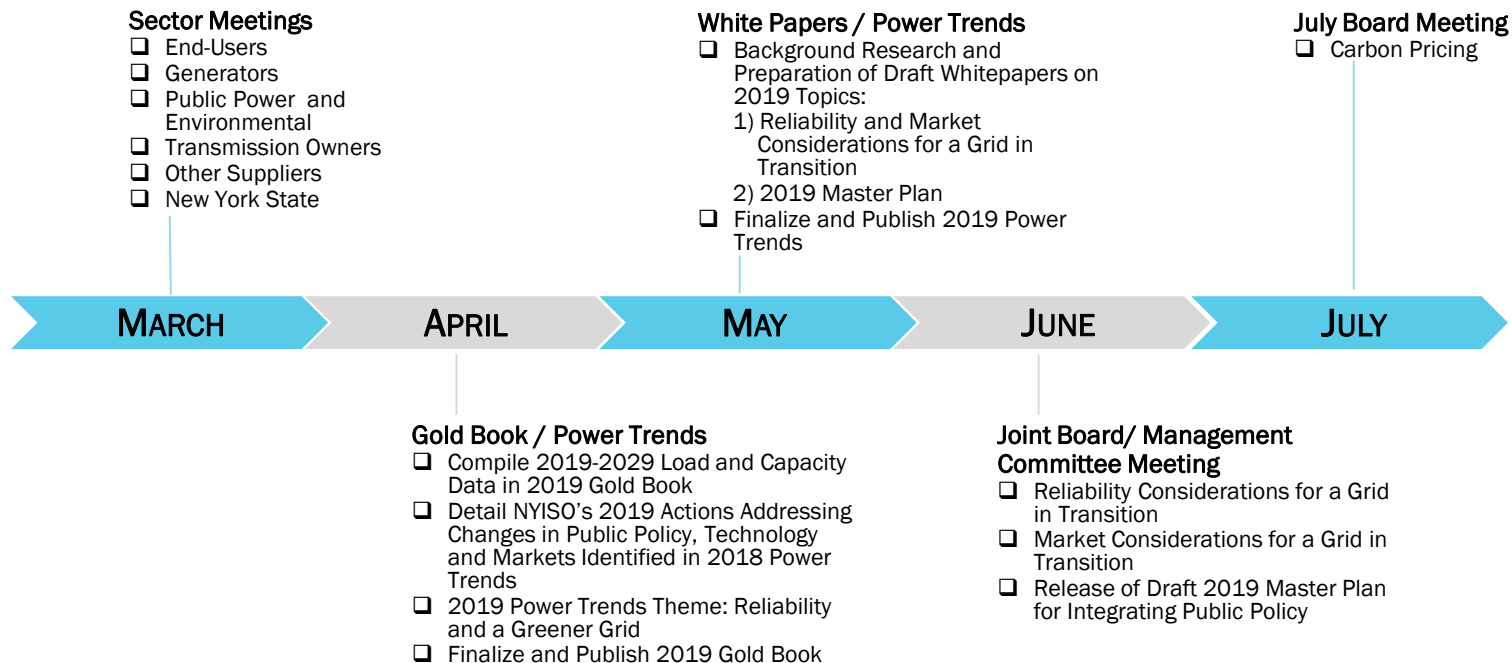 Sector Meetings
❑ End-Users
❑ Generators
❑ Public Power and
Environmental
❑ Transmission Owners
❑ Other Suppliers
❑ New York State
White Papers / Power Trends
❑ Background Research and
Preparation of Draft Whitepapers on
2019 Topics:
1) Reliability and Market
Considerations for a Grid in
Transition
2) 2019 Master Plan
❑ Finalize and Publish 2019 Power
Trends
July Board Meeting
❑ Carbon Pricing
MARCH
APRIL
MAY
JUNE
JULY
Gold Book / Power Trends
❑ Compile 2019-2029 Load and Capacity
Data in 2019 Gold Book
❑ Detail NYISO's 2019 Actions Addressing
Changes in Public Policy, Technology
and Markets Identified in 2018 Power
Trends
❑ 2019 Power Trends Theme: Reliability
and a Greener Grid
❑ Finalize and Publish 2019 Gold Book
Joint Board/ Management
Committee Meeting
❑ Reliability Considerations for a Grid
in Transition
❑ Market Considerations for a Grid in
Transition
❑ Release of Draft 2019 Master Plan
for Integrating Public Policy